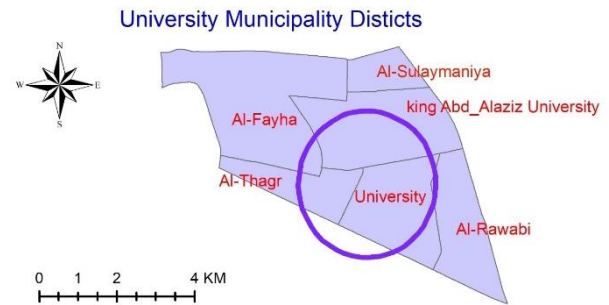 University Municipality Disticts
N
W E
S
Al-Sulaymaniya
king Abd_Alaziz University
Al-Fayha
Al-Thagr
University
Al-Rawabi
0 1 2 4 KM